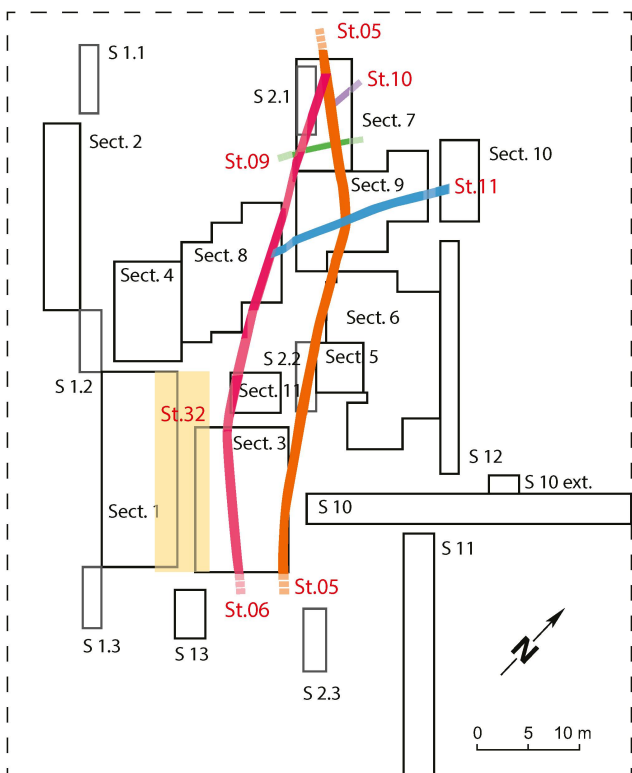 St.05
S 1.1
St.10
S 2.1
Sect. 7
Sect. 2
St.09
Sect. 10
Sect. 9
St.11
Sect. 8
Sect. 4
Sect. 6
S 2.2
Sect. 5
S 1.2
Sect. 11
St.32
Sect. 3
S 12
S 10 ext.
S 10
Sect. 1
S 11
St.05
St.06
S 1.3
S 13
N
S 2.3
0 5 10 m